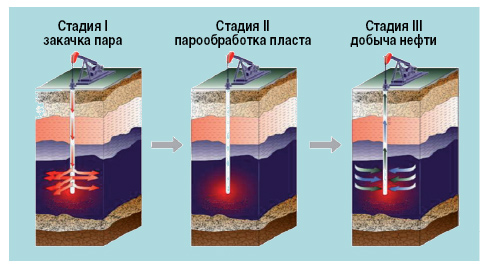 Стадия I
закачка пара
Стадия II
парообработка пласта
Стадия III
добыча нефти